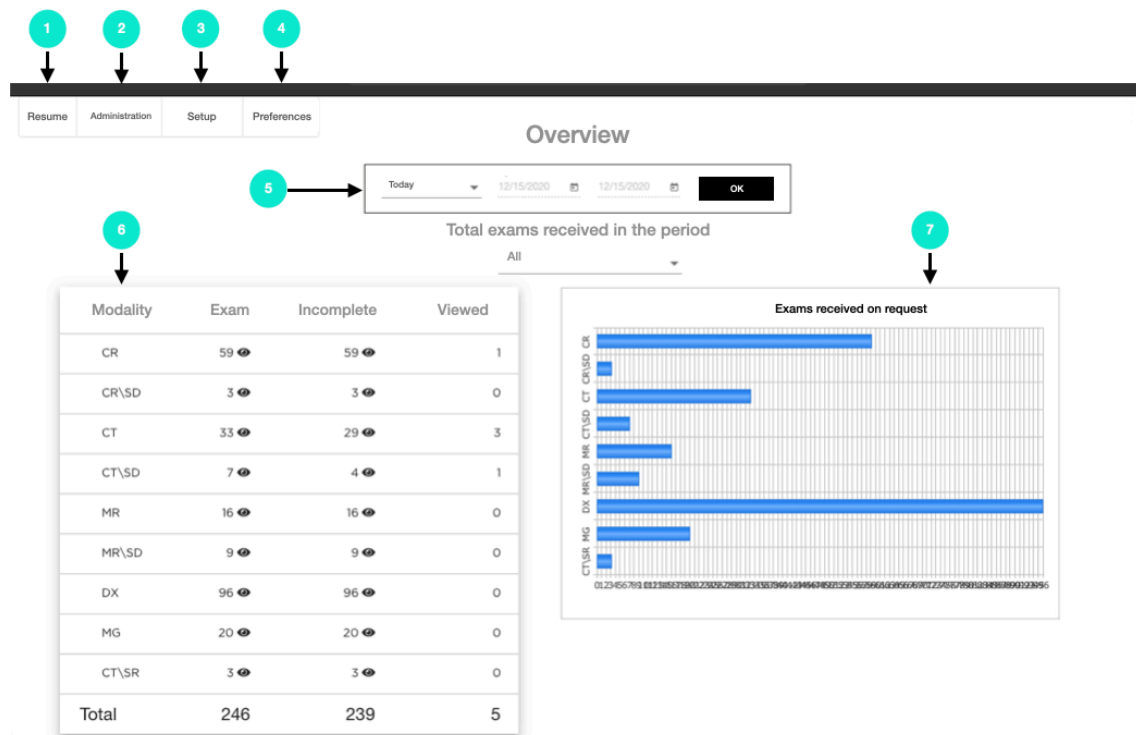 1 2 3 4
Resume Administration Setup Preferences
Overview
5
Today 12/15/2020 12/15/2020 OK
Total exams received in the period
All
6
7
Modality Exam Incomplete Viewed
CR 59 59 1
CR\SD 3 3 0
CT 33 29 3
CT\SD 7 4 1
MR 16 16 0
MR\SD 9 9 0
DX 96 96 0
MG 20 20 0
CT\SR 3 3 0
Total 246 239 5
Exams received on request
CR
CR\SD
CT
CT\SD
MR
MR\SD
DX
MG
CT\SR